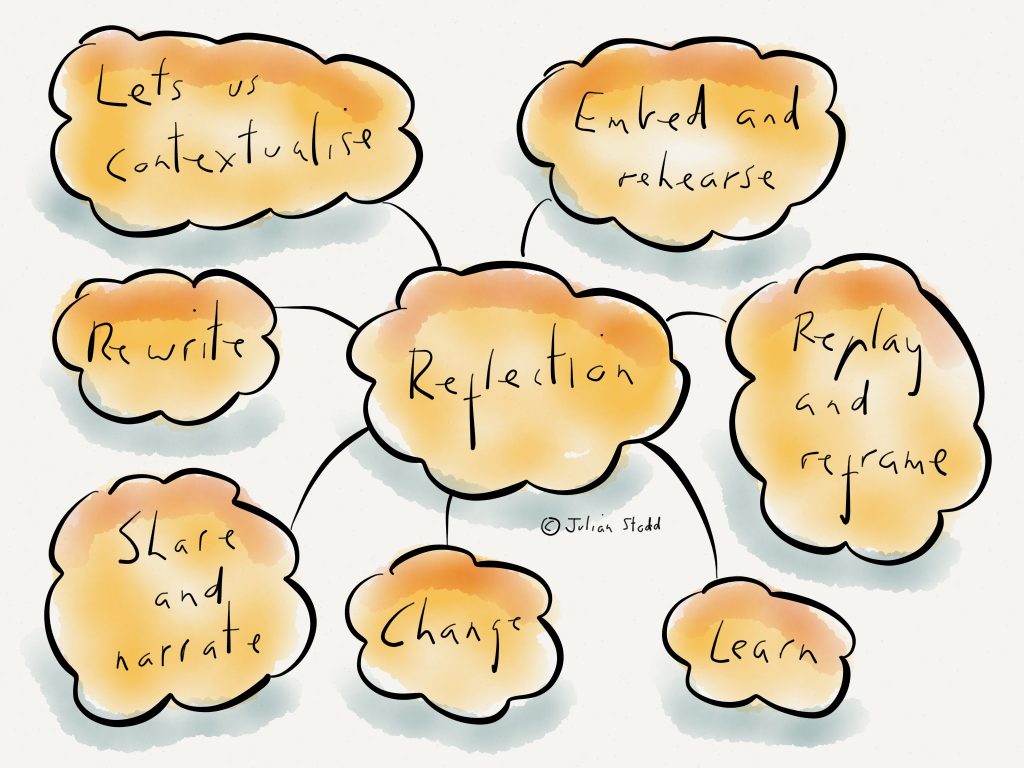 Lets us
contextualise
Embed and
rehearse
Rewrite
Reflection
Replay
and
reframe
Share
and
narrate
Change
Learn
© Julian Stodd